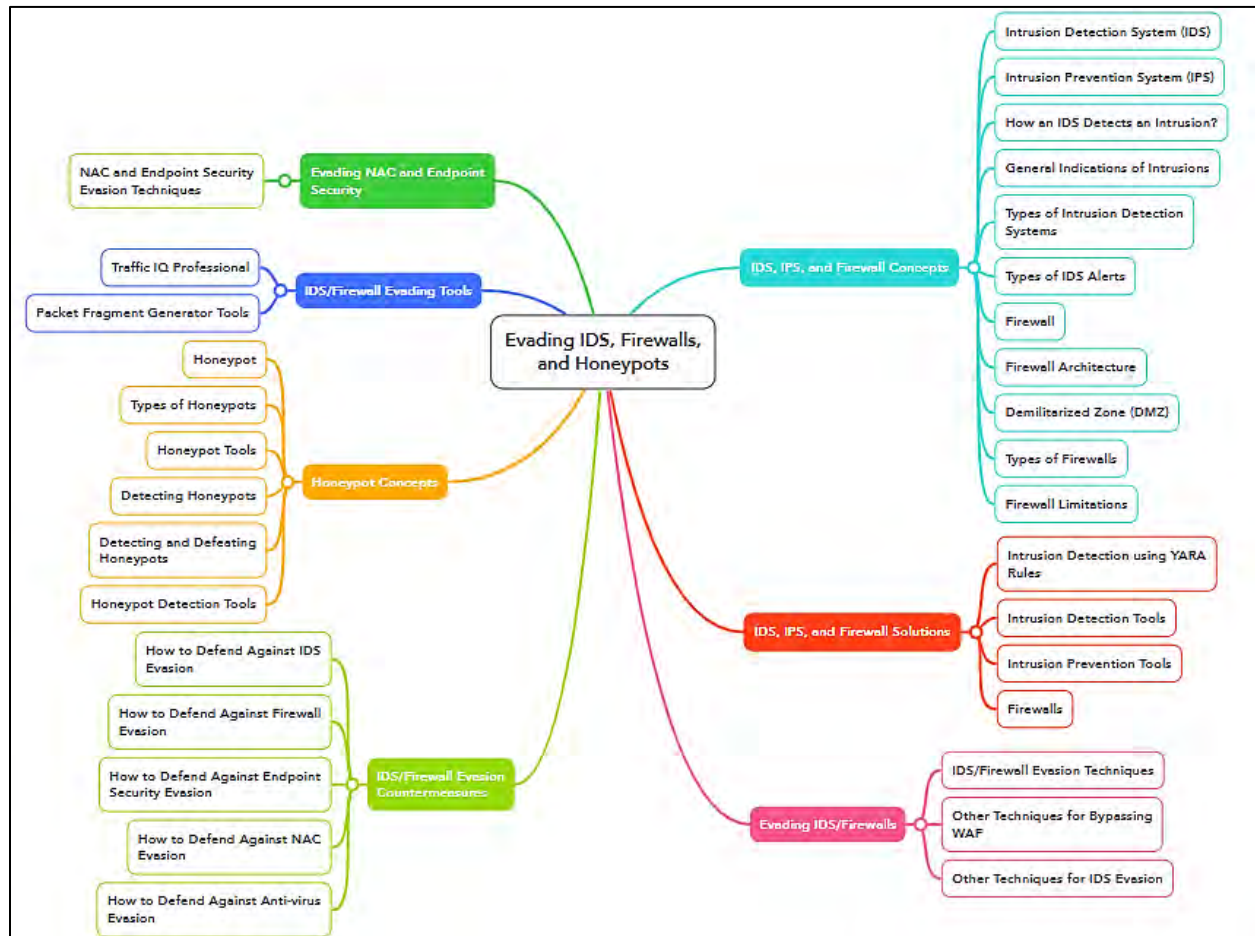 Evading IDS, Firewalls,
and Honeypots
IDS, IPS, and Firewall Concepts
Intrusion Detection System (IDS)
Intrusion Prevention System (IPS)
How an IDS Detects an Intrusion?
General Indications of Intrusions
Types of Intrusion Detection
Systems
Types of IDS Alerts
Firewall
Firewall Architecture
Demilitarized Zone (DMZ)
Types of Firewalls
Firewall Limitations
IDS, IPS, and Firewall Solutions
Intrusion Detection using YARA
Rules
Intrusion Detection Tools
Intrusion Prevention Tools
Firewalls
Evading IDS/Firewalls
IDS/Firewall Evasion Techniques
Other Techniques for Bypassing
WAF
Other Techniques for IDS Evasion
Evading NAC and Endpoint
Security
NAC and Endpoint Security
Evasion Techniques
IDS/Firewall Evading Tools
Traffic IQ Professional
Packet Fragment Generator Tools
Honeypot Concepts
Honeypot
Types of Honeypots
Honeypot Tools
Detecting Honeypots
Detecting and Defeating
Honeypots
Honeypot Detection Tools
IDS/Firewall Evasion
Countermeasures
How to Defend Against IDS
Evasion
How to Defend Against Firewall
Evasion
How to Defend Against Endpoint
Security Evasion
How to Defend Against NAC
Evasion
How to Defend Against Anti-virus
Evasion